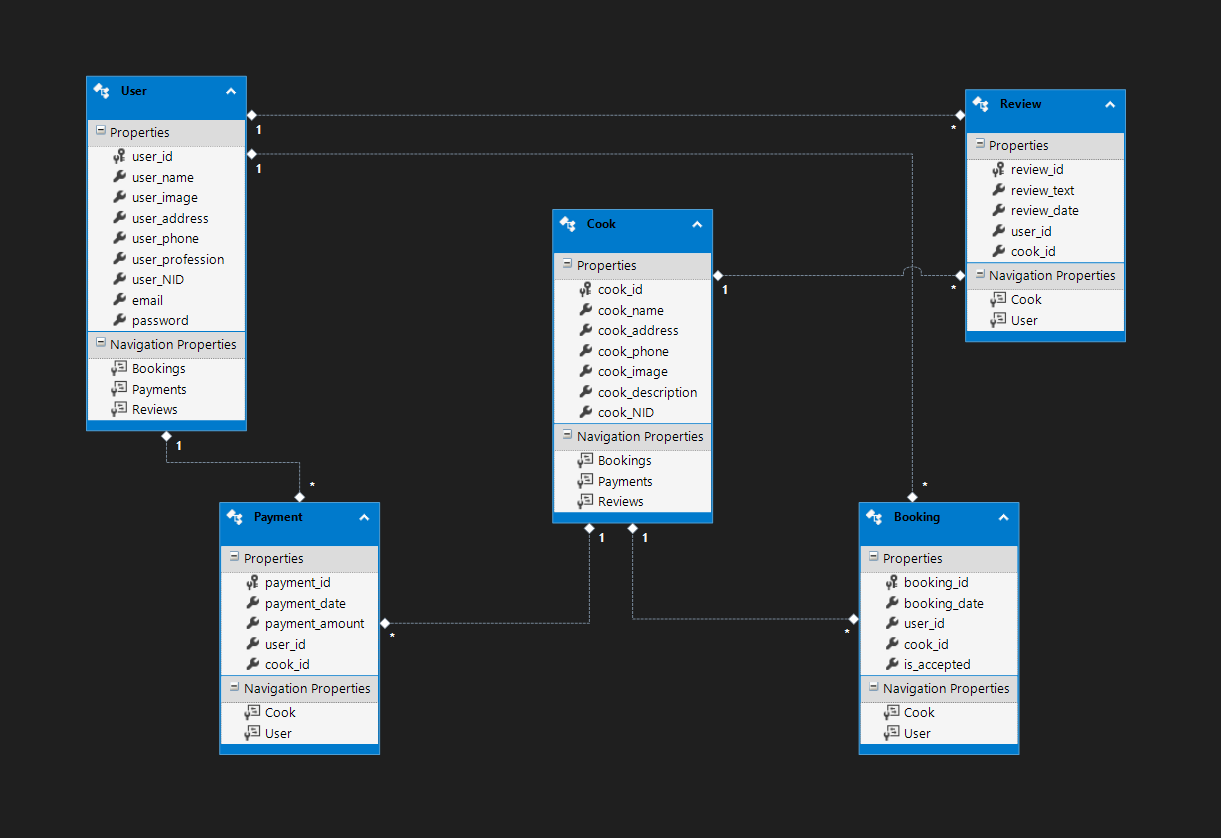 User
Properties
user_id
user_name
user_image
user_address
user_phone
user_profession
user_NID
email
password
Navigation Properties
Bookings
Payments
Reviews
1
1
1
*
Review
Properties
review_id
review_text
review_date
user_id
cook_id
Navigation Properties
Cook
User
*
*
Cook
Properties
cook_id
cook_name
cook_address
cook_phone
cook_image
cook_description
cook_NID
Navigation Properties
Bookings
Payments
Reviews
1
1
1
Payment
Properties
payment_id
payment_date
payment_amount
user_id
cook_id
Navigation Properties
Cook
User
*
Booking
Properties
booking_id
booking_date
user_id
cook_id
is_accepted
Navigation Properties
Cook
User
*
*